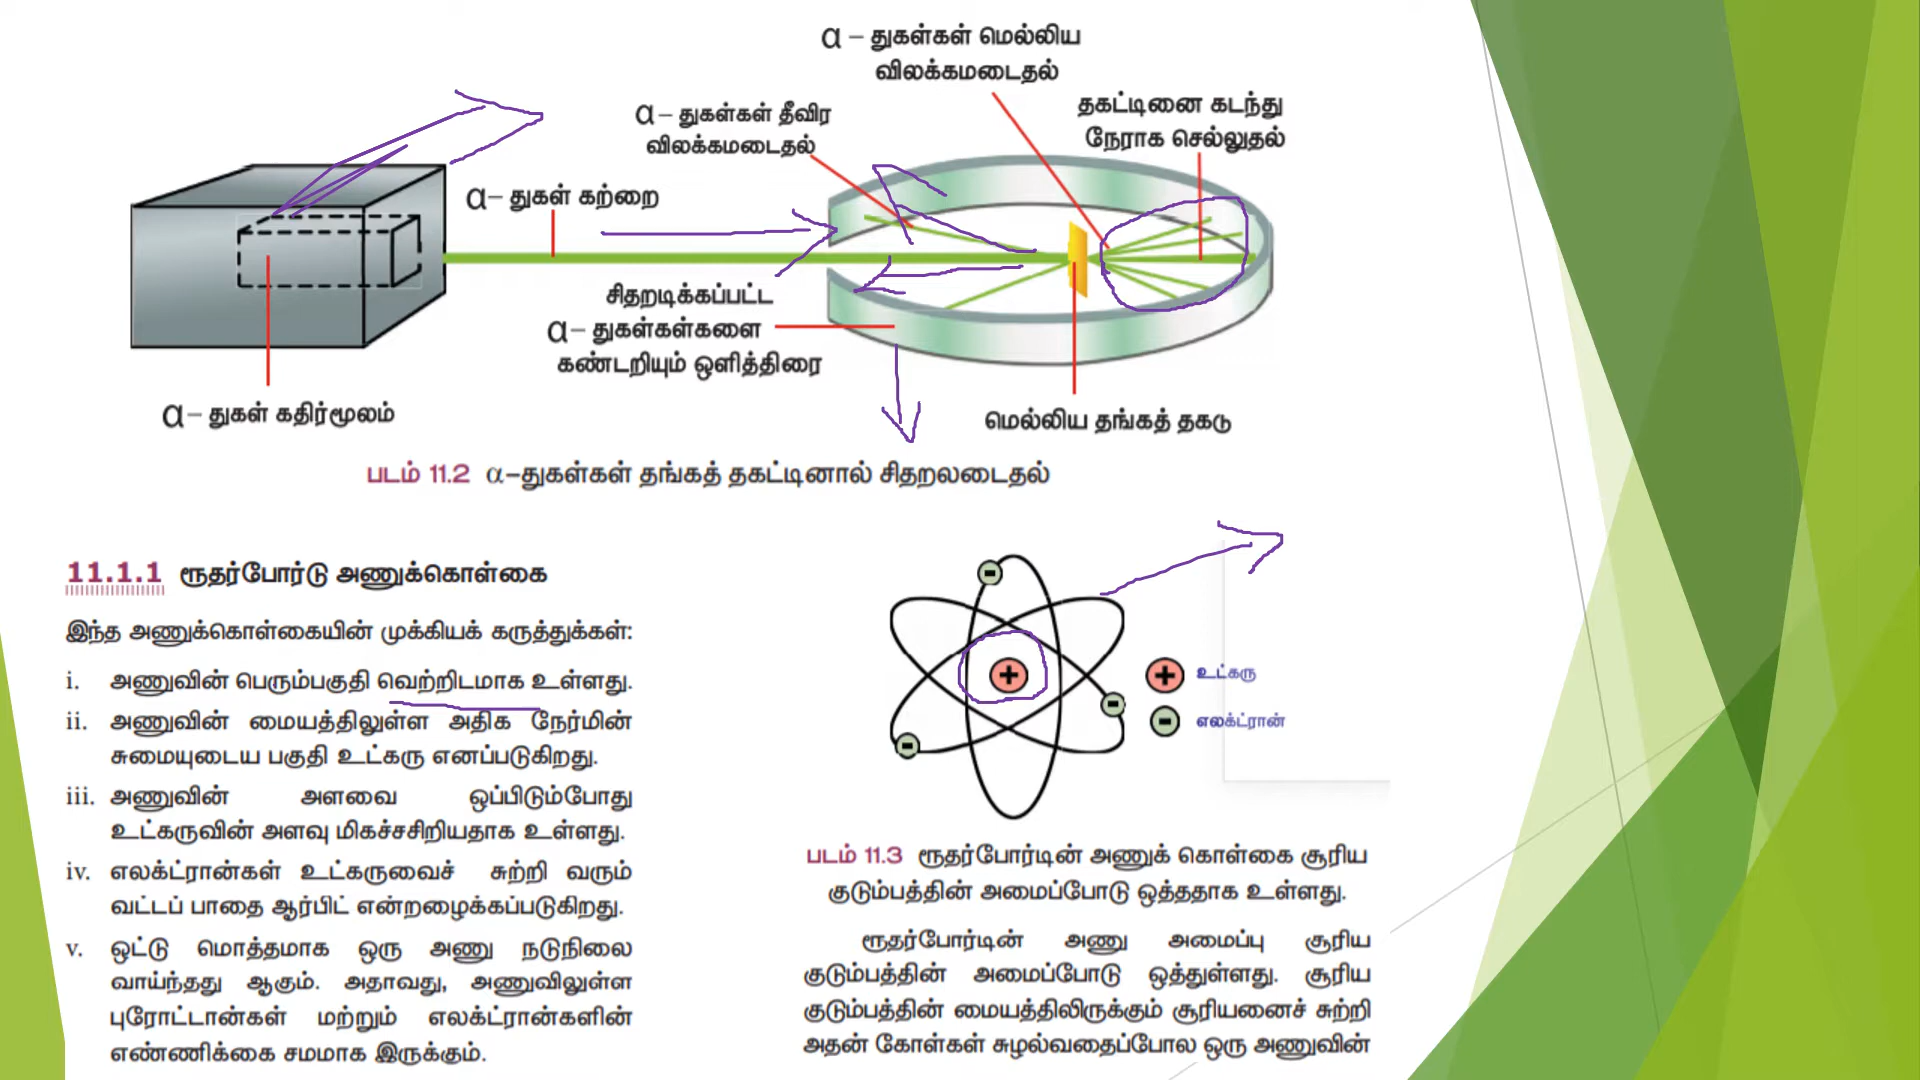 α – துகள்கள் மெல்லிய
விலக்கமடைதல்
α – துகள்கள் தீவிர
விலக்கமடைதல்
தகட்டினை கடந்து
நேராக செல்லுதல்
α – துகள் கற்றை
சிதறடிக்கப்பட்ட
α – துகள்கள்களை
கண்டறியும் ஒளித்திரை
α – துகள் கதிர்மூலம்
மெல்லிய தங்கத் தகடு
படம் 11.2 α–துகள்கள் தங்கத் தகட்டினால் சிதறலடைதல்
11.1.1 ரூதர்போர்டு அணுக்கொள்கை
இந்த அணுக்கொள்கையின் முக்கியக் கருத்துக்கள்:
i. அணுவின் பெரும்பகுதி வெற்றிடமாக உள்ளது.
ii. அணுவின் மையத்திலுள்ள அதிக நேர்மின்
சுமையுடைய பகுதி உட்கரு எனப்படுகிறது.
iii. அணுவின் அளவை ஒப்பிடும்போது
உட்கருவின் அளவு மிகச்சசிறியதாக உள்ளது.
iv. எலக்ட்ரான்கள் உட்கருவைச் சுற்றி வரும்
வட்டப் பாதை ஆர்பிட் என்றழைக்கப்படுகிறது.
v. ஒட்டு மொத்தமாக ஒரு அணு நடுநிலை
வாய்ந்தது ஆகும். அதாவது, அணுவிலுள்ள
புரோட்டான்கள் மற்றும் எலக்ட்ரான்களின்
எண்ணிக்கை சமமாக இருக்கும்.
உட்கரு
எலக்ட்ரான்
படம் 11.3 ரூதர்போர்டின் அணுக் கொள்கை சூரிய
குடும்பத்தின் அமைப்போடு ஒத்ததாக உள்ளது.
ரூதர்போர்டின் அணு அமைப்பு சூரிய
குடும்பத்தின் அமைப்போடு ஒத்துள்ளது. சூரிய
குடும்பத்தின் மையத்திலிருக்கும் சூரியனைச் சுற்றி
அதன் கோள்கள் சுழல்வதைப்போல ஒரு அணுவின்